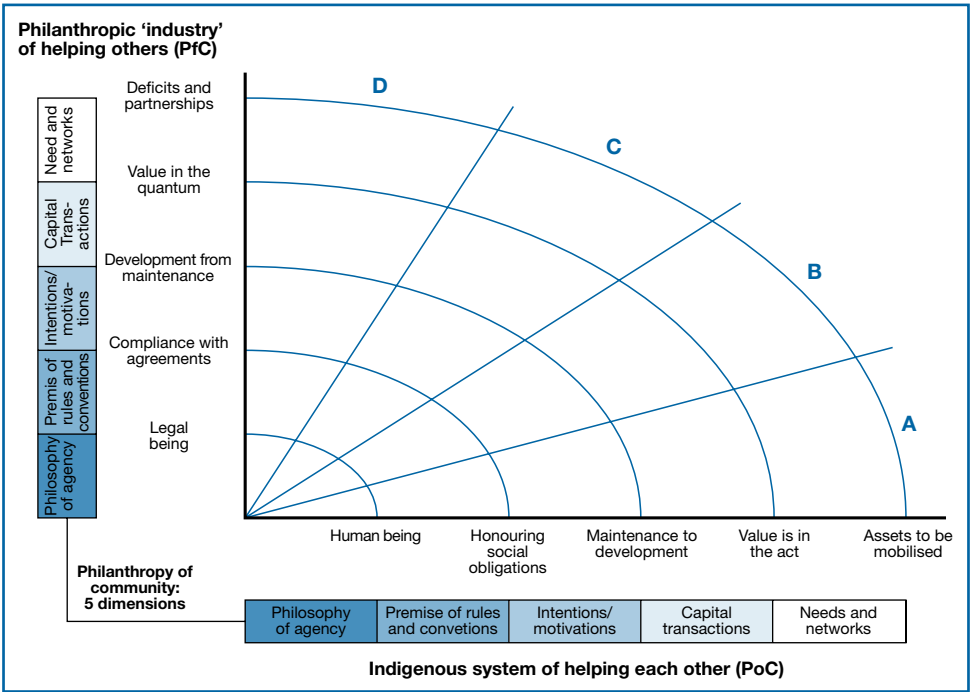 Philanthropic ‘industry’
of helping others (PfC)
Need and
networks
Capital
Trans-
actions
Intentions/
motiva-
tions
Premis of
rules and
conventions
Philosophy
of agency
Deficits and
partnerships
Value in the
quantum
Development from
maintenance
Compliance with
agreements
Legal
being
D
C
B
A
Human being
Honouring
social
obligations
Maintenance to
development
Value is in
the act
Assets to be
mobilised
Philanthropy of
community:
5 dimensions
Philosophy
of agency
Premise of rules
and convetions
Intentions/
motivations
Capital
transactions
Needs and
networks
Indigenous system of helping each other (PoC)